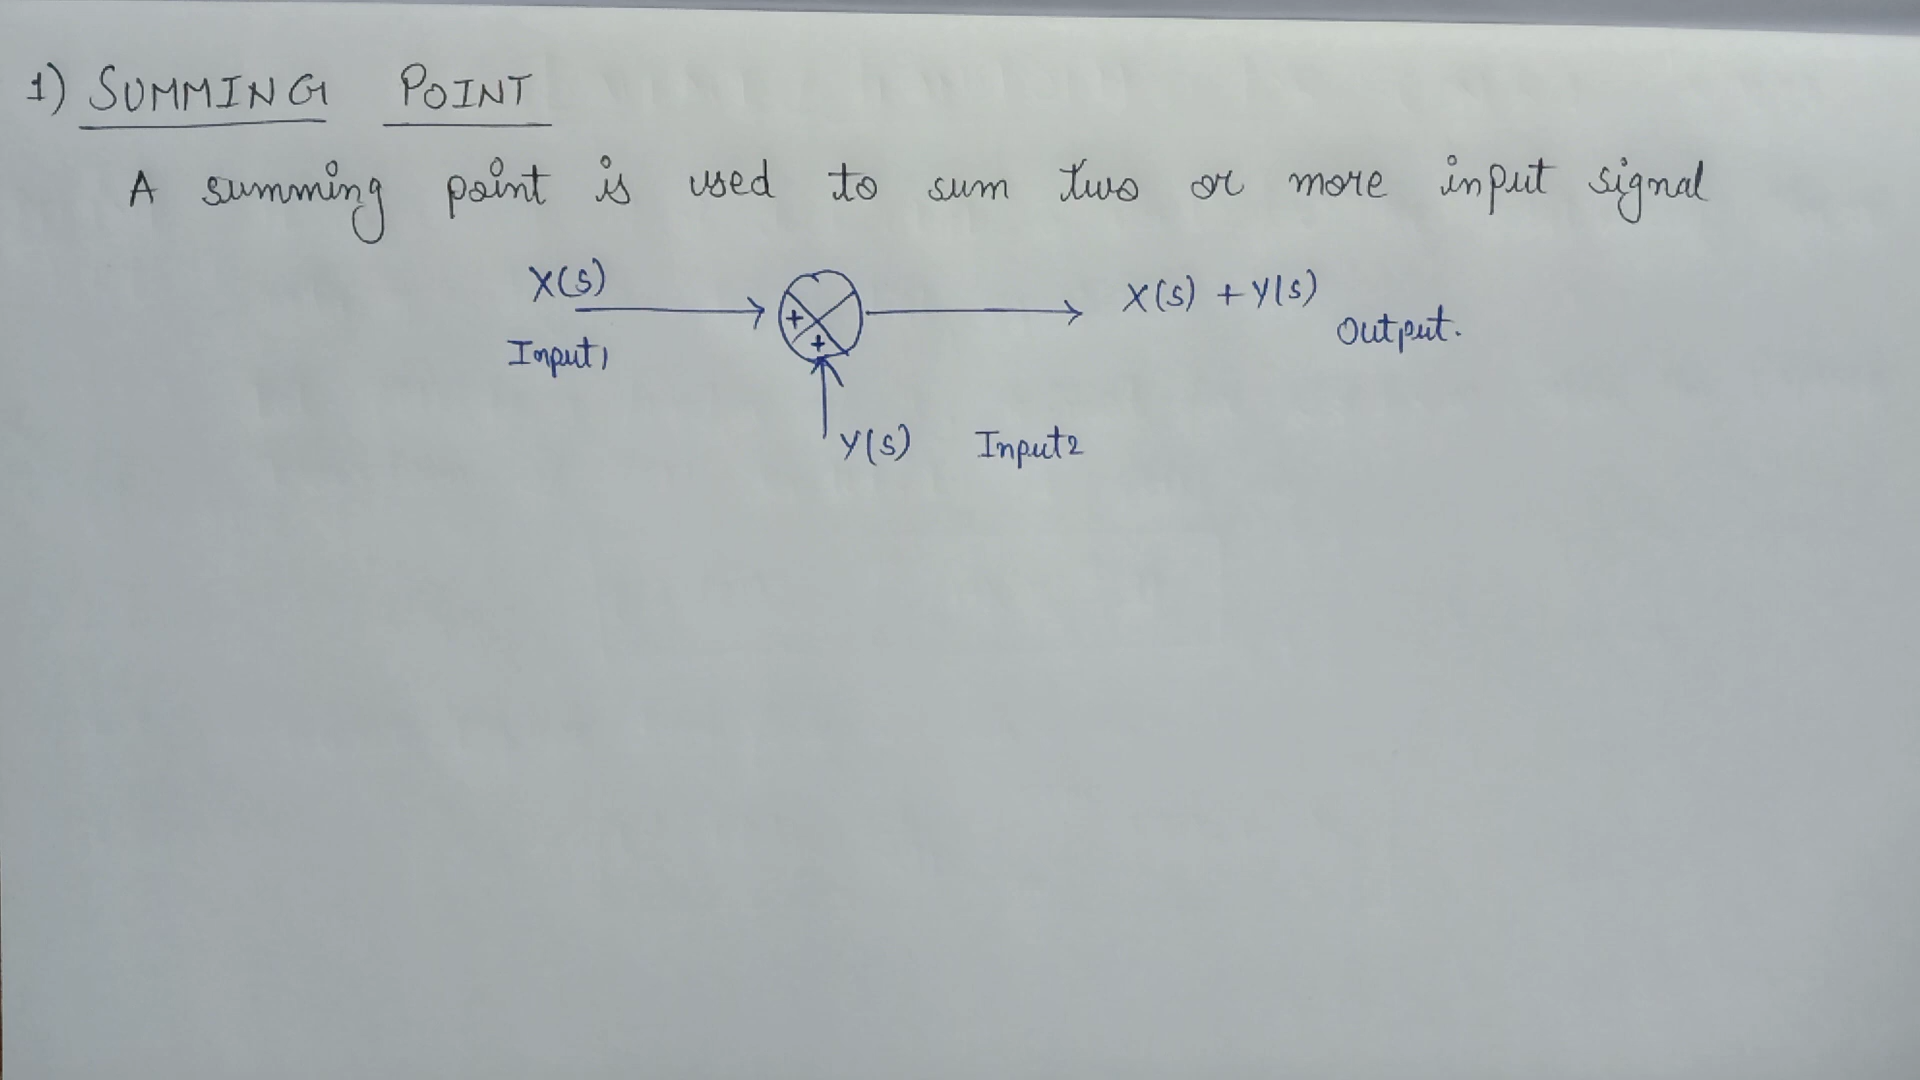 1) SUMMING POINT
A summing point is used to sum two or more input signal
X(s)
X(s) + Y(s)
Output.
Input1
+
+
Y(s) Input2